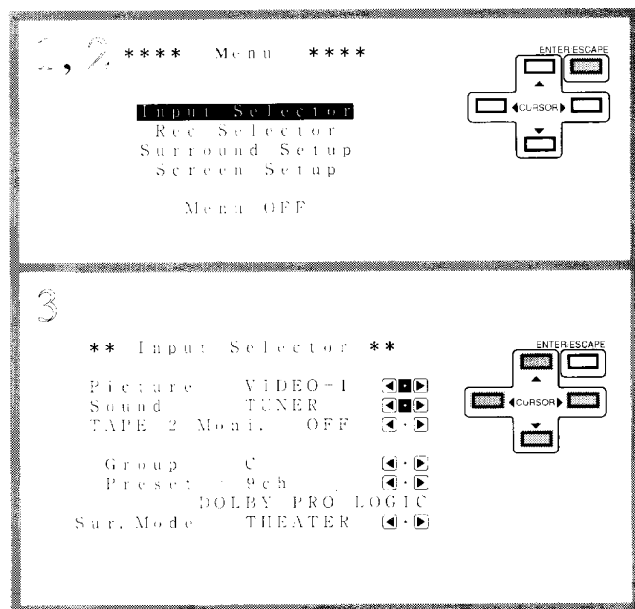 1, 2
**** Menu ****
ENTER/ESCAPE
Input Selector
◀CURSOR▶
Rec Selector
Surround Setup
Screen Setup
Menu OFF
3
** Input Selector **
ENTER/ESCAPE
Picture VIDEO-1 ◀·▶
Sound TUNER ◀·▶
◀CURSOR▶
TAPE 2 Moni. OFF ◀·▶
Group C ◀·▶
Preset 9ch ◀·▶
DOLBY PRO LOGIC
Sur. Mode THEATER ◀·▶